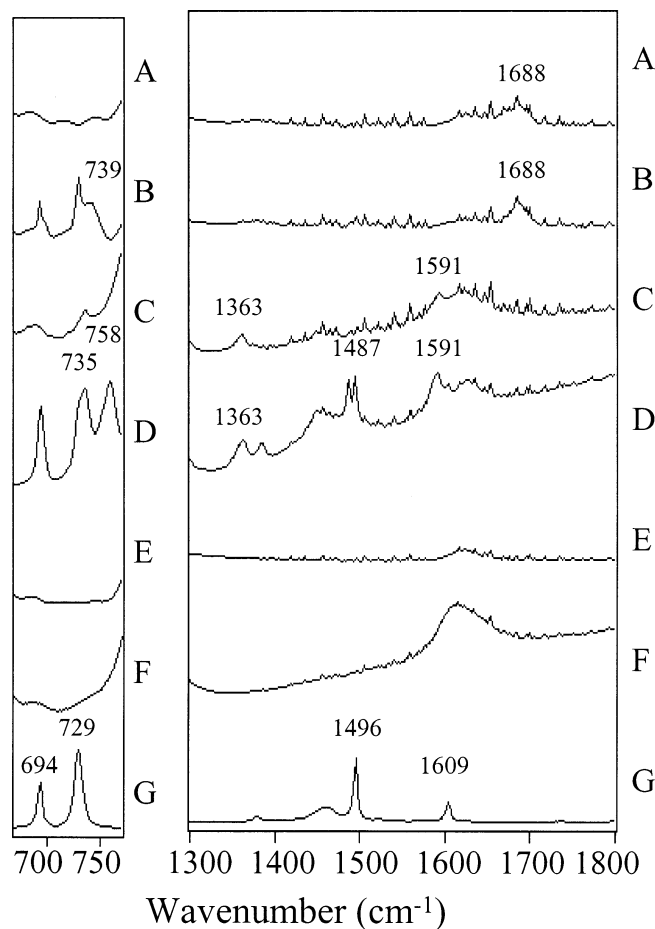 A A
1688
739 1688
B B
1591
1363 C C
758 1487 1591
735
1363
D D
E E
F F
729 1496
694 1609
G G
700 750 1300 1400 1500 1600 1700 1800
Wavenumber (cm-1)